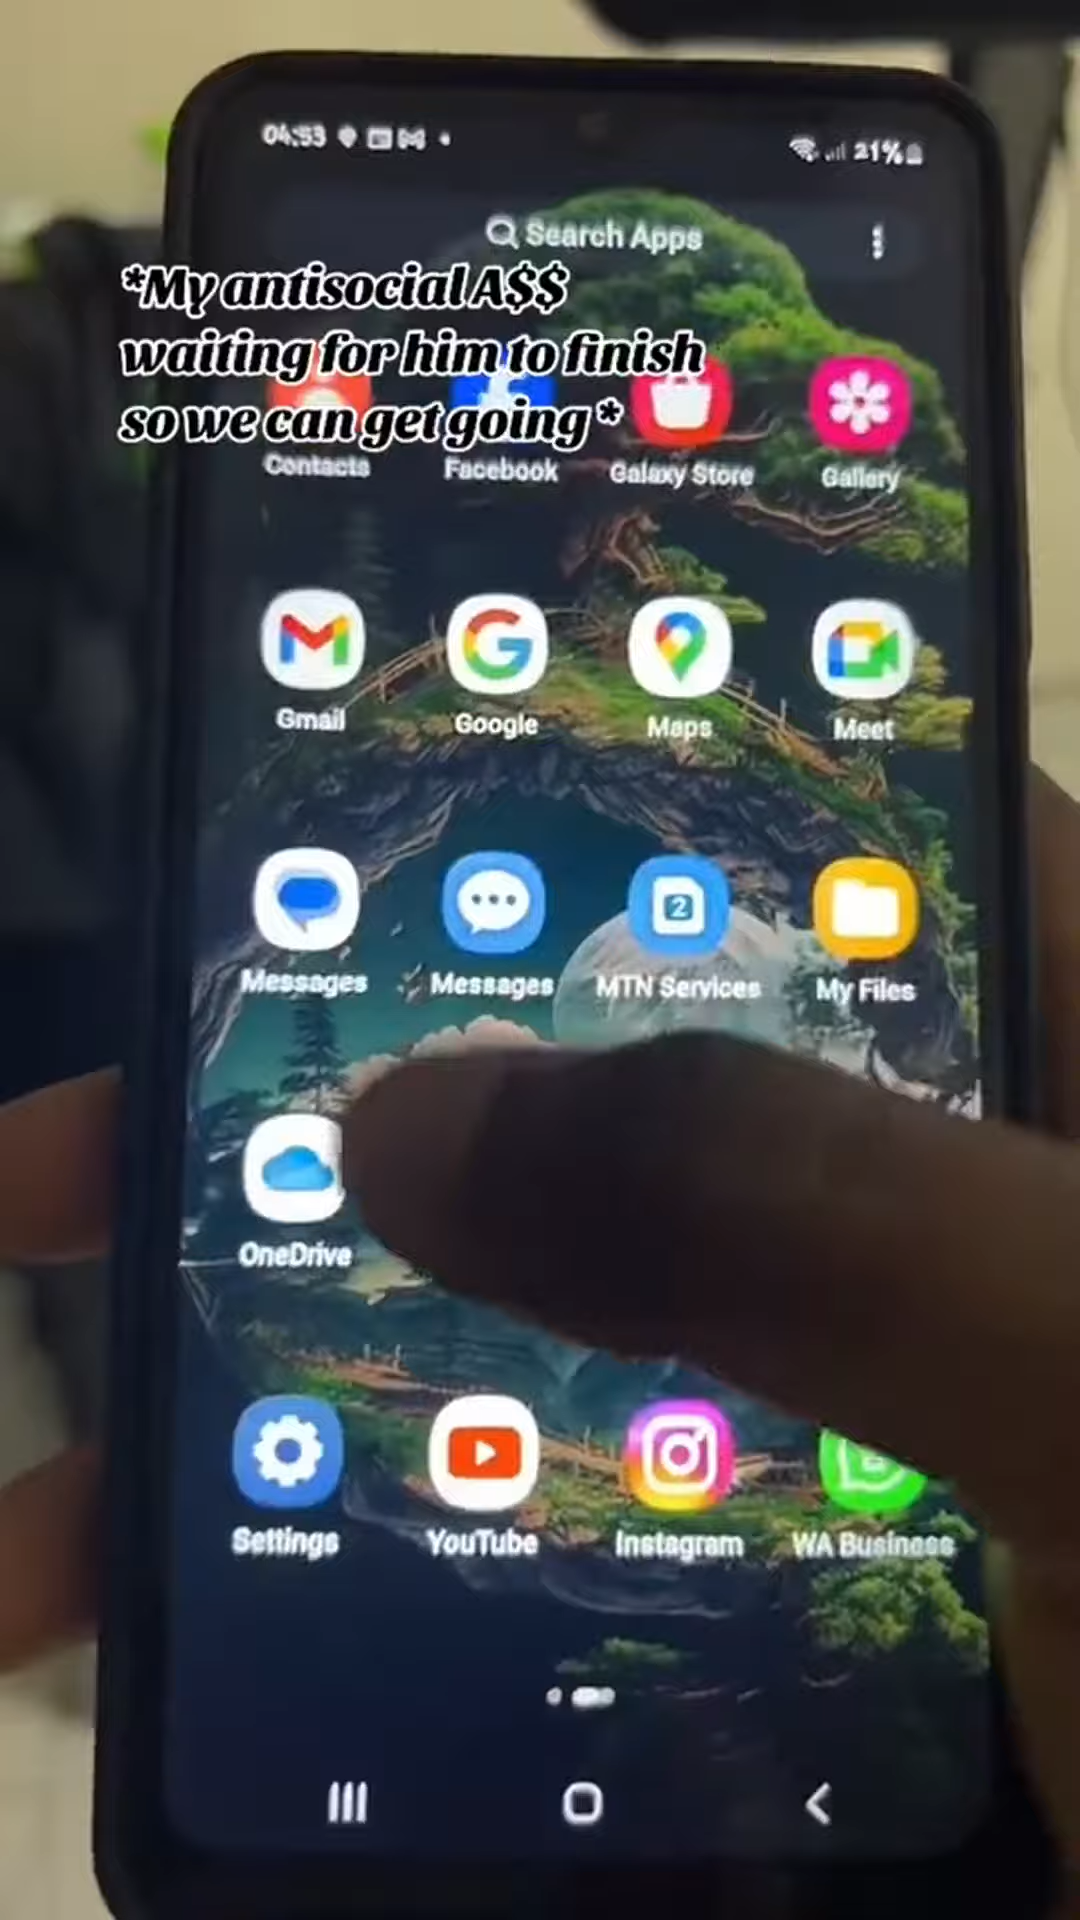 04:53
21%
Search Apps
*My antisocial A$$
waiting for him to finish
so we can get going *
Contacts Facebook Galaxy Store Gallery
Gmail Google Maps Meet
2
Messages Messages MTN Services My Files
OneDrive
Settings YouTube Instagram WA Business